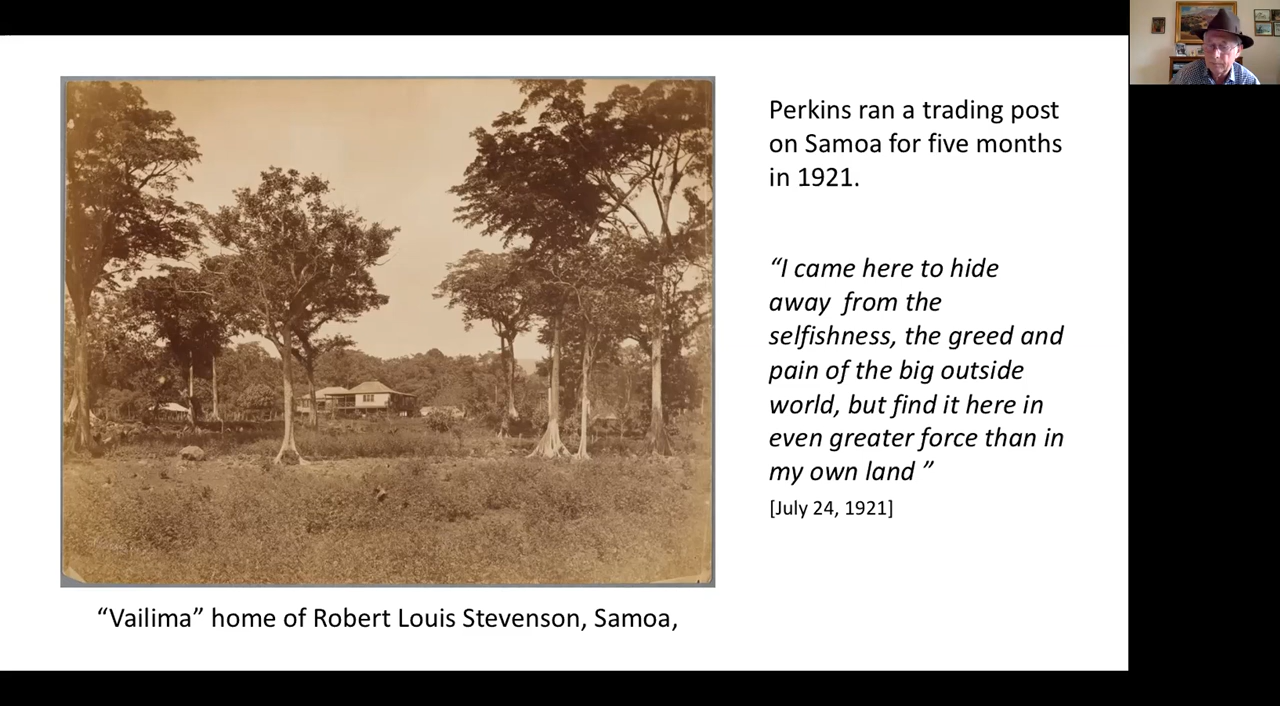 Perkins ran a trading post
on Samoa for five months
in 1921.
“I came here to hide
away  from the
selfishness, the greed and
pain of the big outside
world, but find it here in
even greater force than in
my own land ”
[July 24, 1921]
“Vailima” home of Robert Louis Stevenson, Samoa,